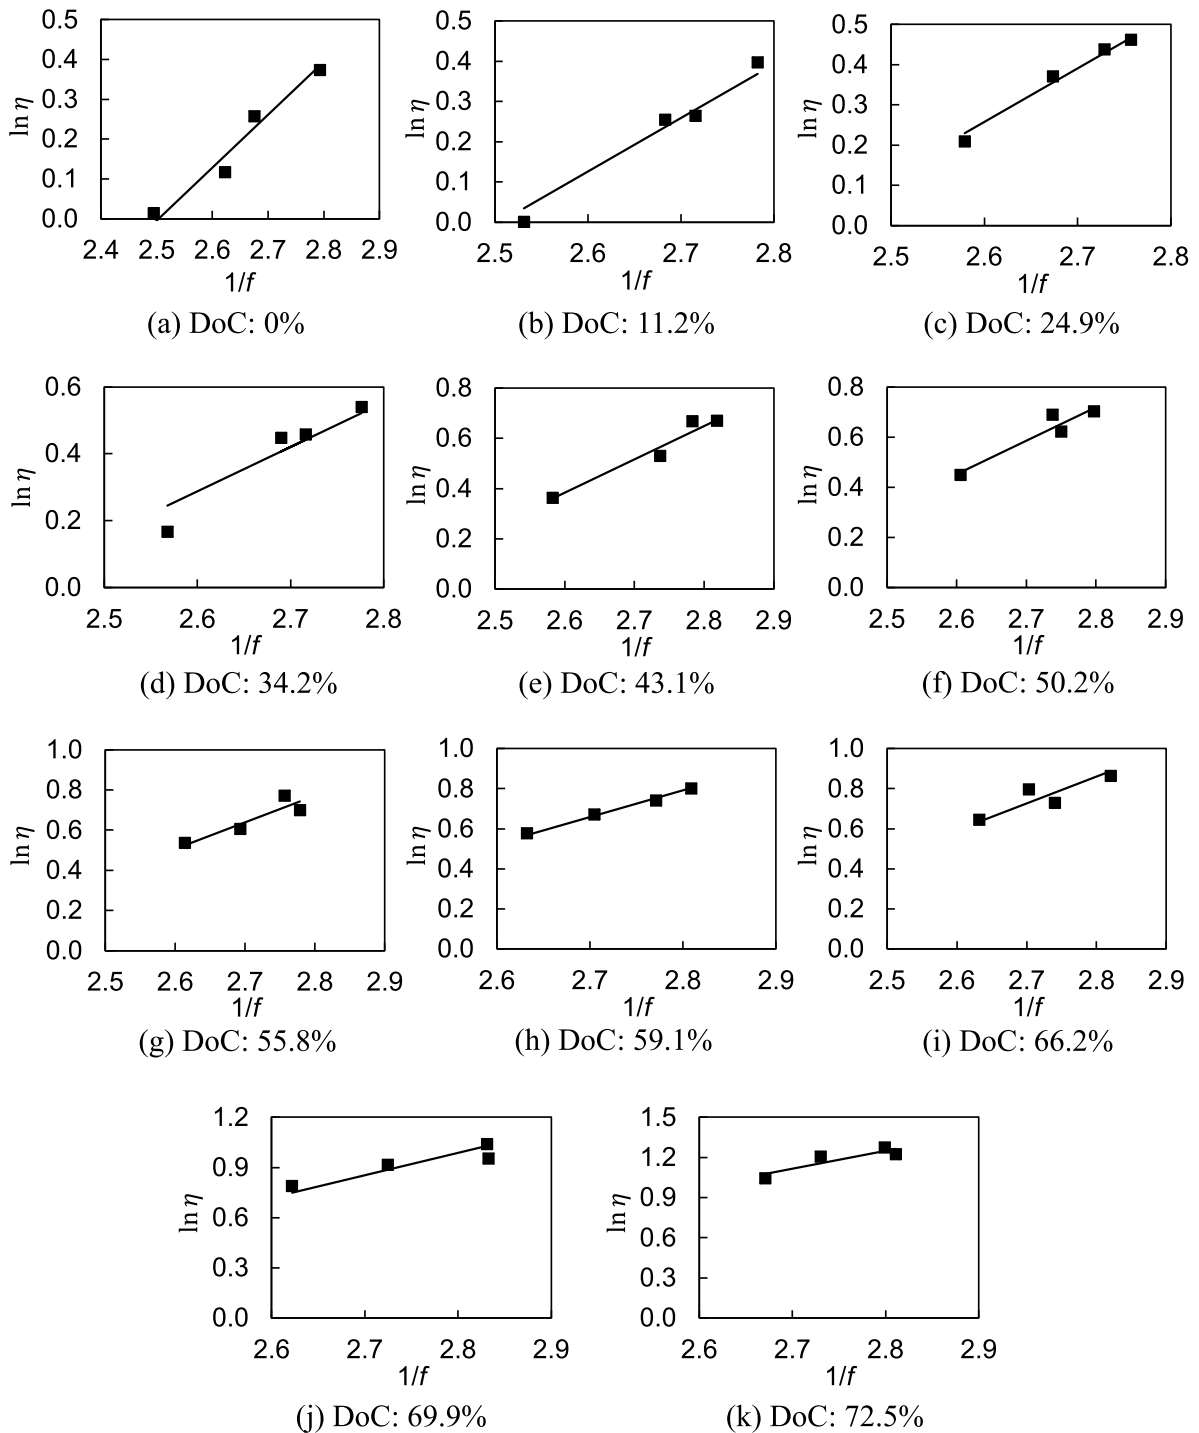 0.5
0.4
0.3
0.2
0.1
0.0
ln η
2.4 2.5 2.6 2.7 2.8 2.9
1/f
(a) DoC: 0%
0.5
0.4
0.3
0.2
0.1
0.0
ln η
2.5 2.6 2.7 2.8
1/f
(b) DoC: 11.2%
0.5
0.4
0.3
0.2
0.1
0.0
ln η
2.5 2.6 2.7 2.8
1/f
(c) DoC: 24.9%
0.6
0.4
0.2
0.0
ln η
2.5 2.6 2.7 2.8
1/f
(d) DoC: 34.2%
0.8
0.6
0.4
0.2
0.0
ln η
2.5 2.6 2.7 2.8 2.9
1/f
(e) DoC: 43.1%
0.8
0.6
0.4
0.2
0.0
ln η
2.5 2.6 2.7 2.8 2.9
1/f
(f) DoC: 50.2%
1.0
0.8
0.6
0.4
0.2
0.0
ln η
2.5 2.6 2.7 2.8 2.9
1/f
(g) DoC: 55.8%
1.0
0.8
0.6
0.4
0.2
0.0
ln η
2.6 2.7 2.8 2.9
1/f
(h) DoC: 59.1%
1.0
0.8
0.6
0.4
0.2
0.0
ln η
2.5 2.6 2.7 2.8 2.9
1/f
(i) DoC: 66.2%
1.2
0.9
0.6
0.3
0.0
ln η
2.6 2.7 2.8 2.9
1/f
(j) DoC: 69.9%
1.5
1.2
0.9
0.6
0.3
0.0
ln η
2.6 2.7 2.8 2.9
1/f
(k) DoC: 72.5%